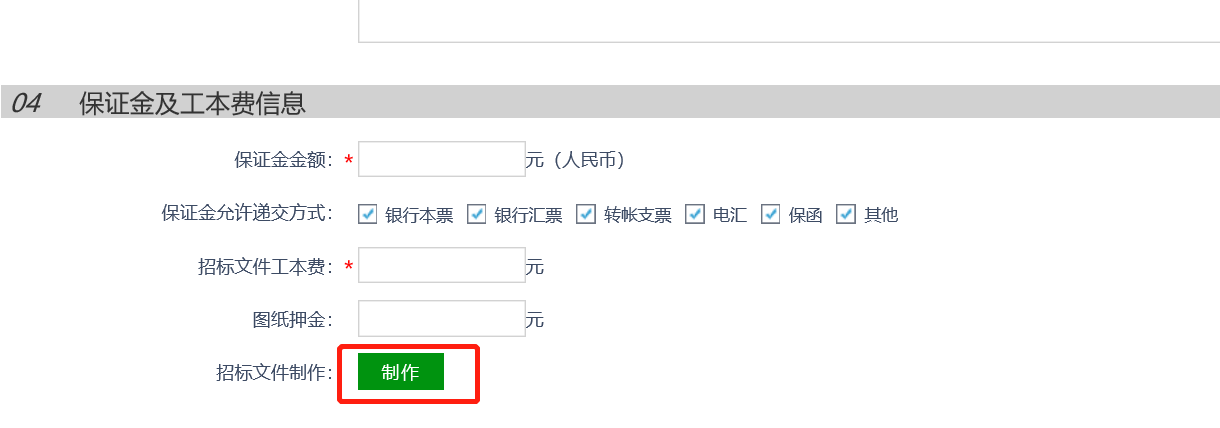 04 保证金及工本费信息
保证金金额： * 元（人民币）
保证金允许递交方式： 银行本票 银行汇票 转帐支票 电汇 保函 其他
招标文件工本费： * 元
图纸押金： 元
招标文件制作： 制作